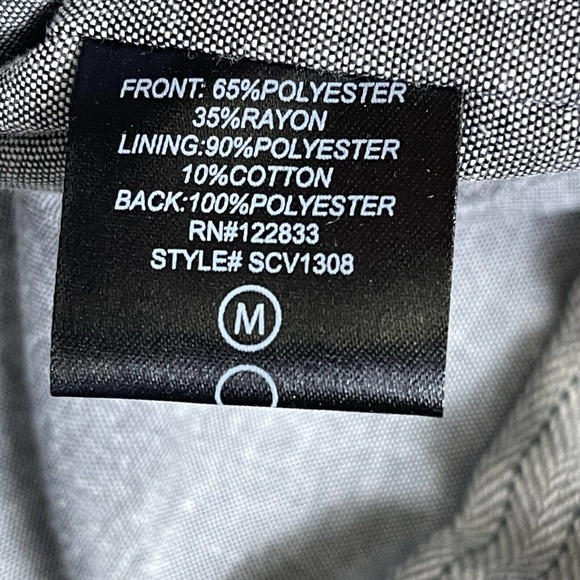 FRONT: 65%POLYESTER
35%RAYON
LINING:90%POLYESTER
10%COTTON
BACK:100%POLYESTER
RN#122833
STYLE# SCV1308
M